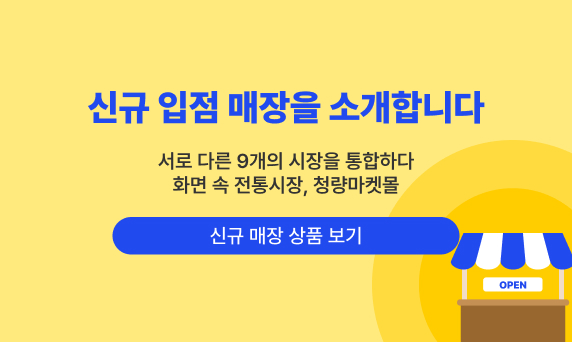 신규 입점 매장을 소개합니다
서로 다른 9개의 시장을 통합하다
화면 속 전통시장, 청량마켓몰
신규 매장 상품 보기
OPEN